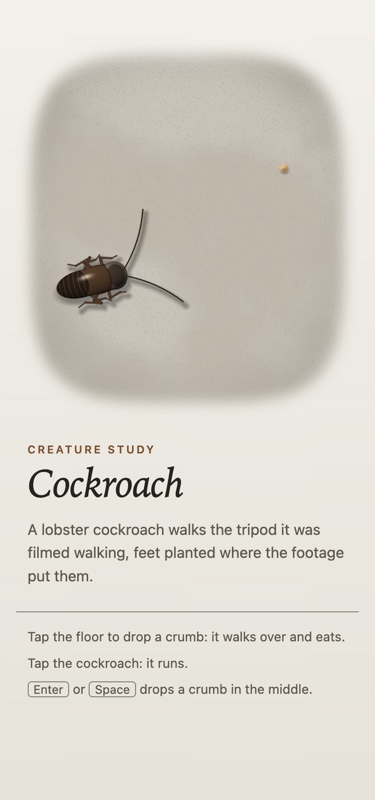 CREATURE STUDY
Cockroach
A lobster cockroach walks the tripod it was
filmed walking, feet planted where the footage
put them.
Tap the floor to drop a crumb: it walks over and eats.
Tap the cockroach: it runs.
Enter or Space drops a crumb in the middle.